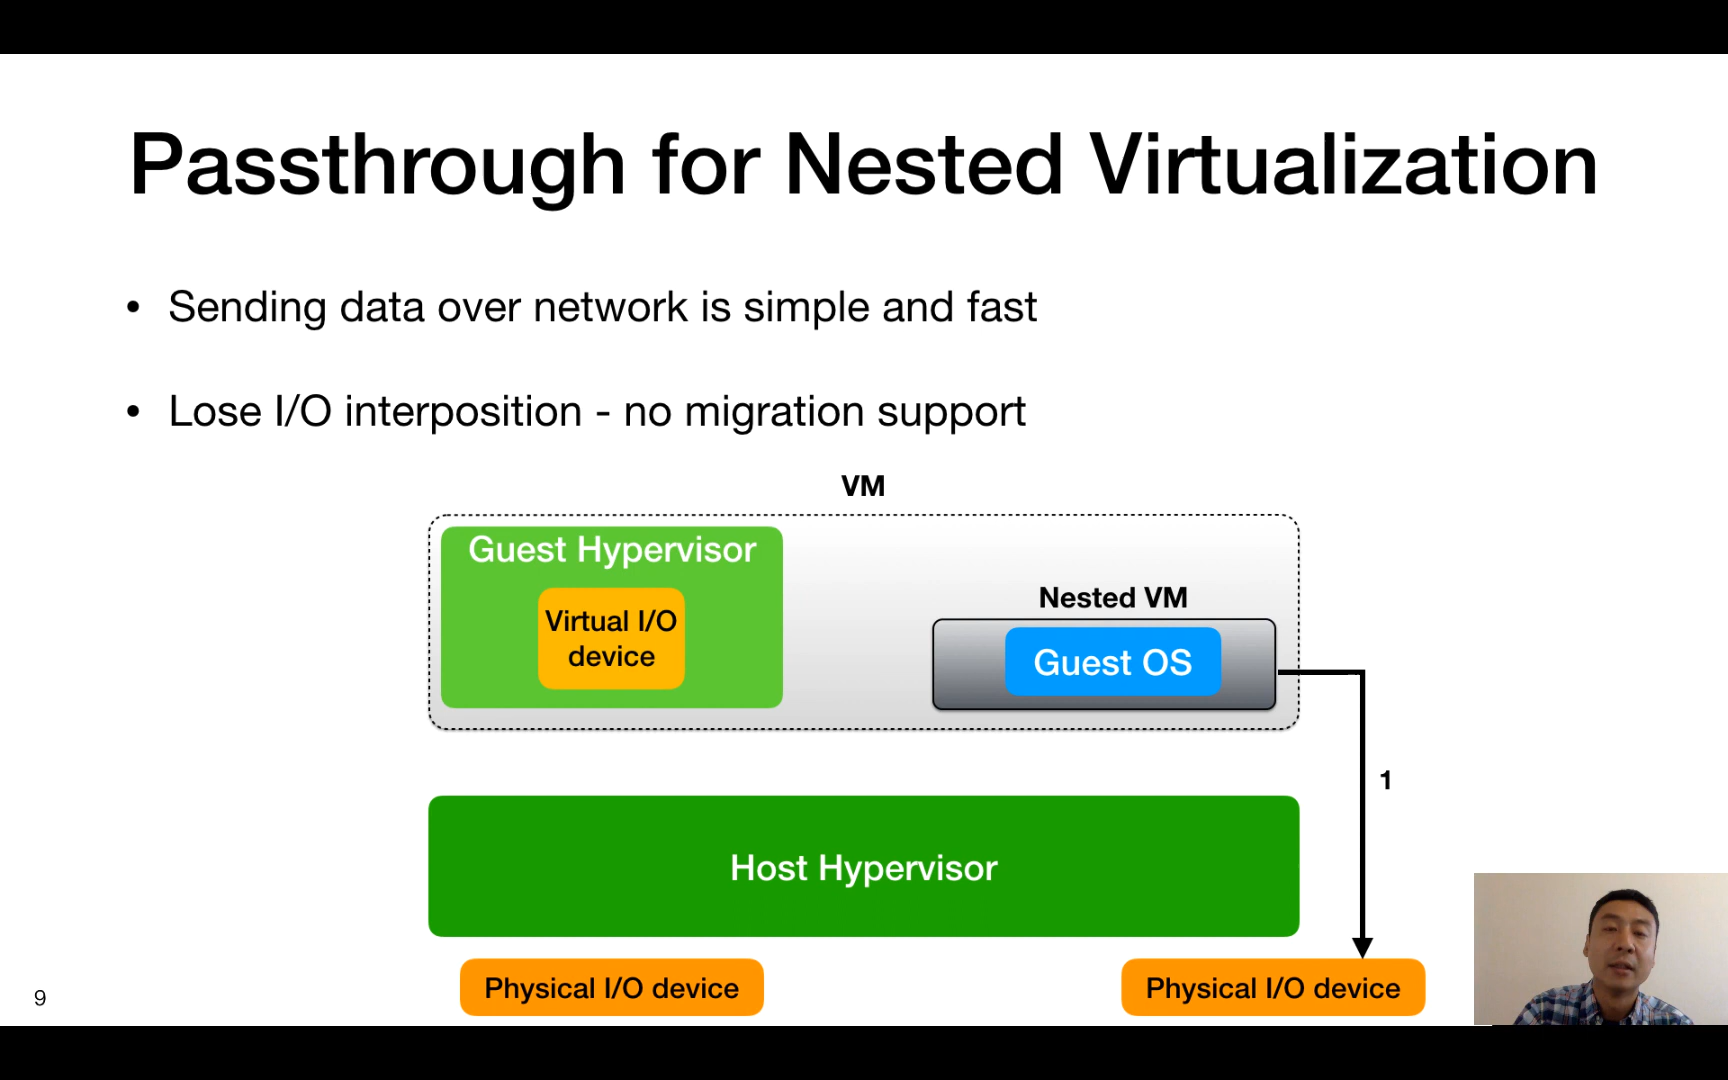 Passthrough for Nested Virtualization
• Sending data over network is simple and fast
• Lose I/O interposition - no migration support
VM
Guest Hypervisor
Virtual I/O
device
Nested VM
Guest OS
1
Host Hypervisor
Physical I/O device
Physical I/O device
9